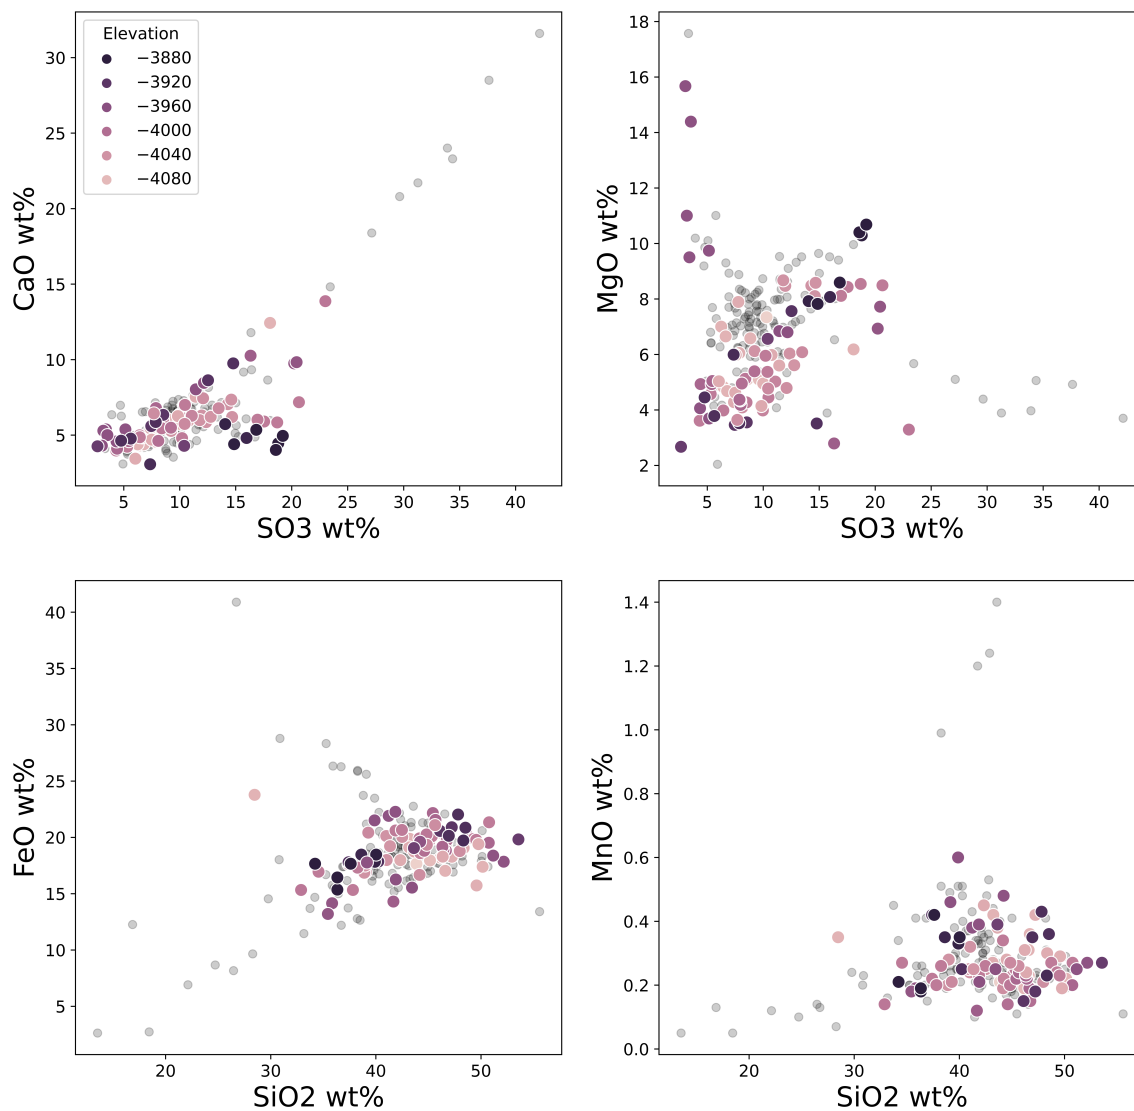 Elevation
−3880
−3920
−3960
−4000
−4040
−4080
30
25
20
15
10
5
CaO wt%
5 10 15 20 25 30 35 40
SO3 wt%
18
16
14
12
10
8
6
4
2
MgO wt%
5 10 15 20 25 30 35 40
SO3 wt%
40
35
30
25
20
15
10
5
FeO wt%
20 30 40 50
SiO2 wt%
1.4
1.2
1.0
0.8
0.6
0.4
0.2
0.0
MnO wt%
20 30 40 50
SiO2 wt%